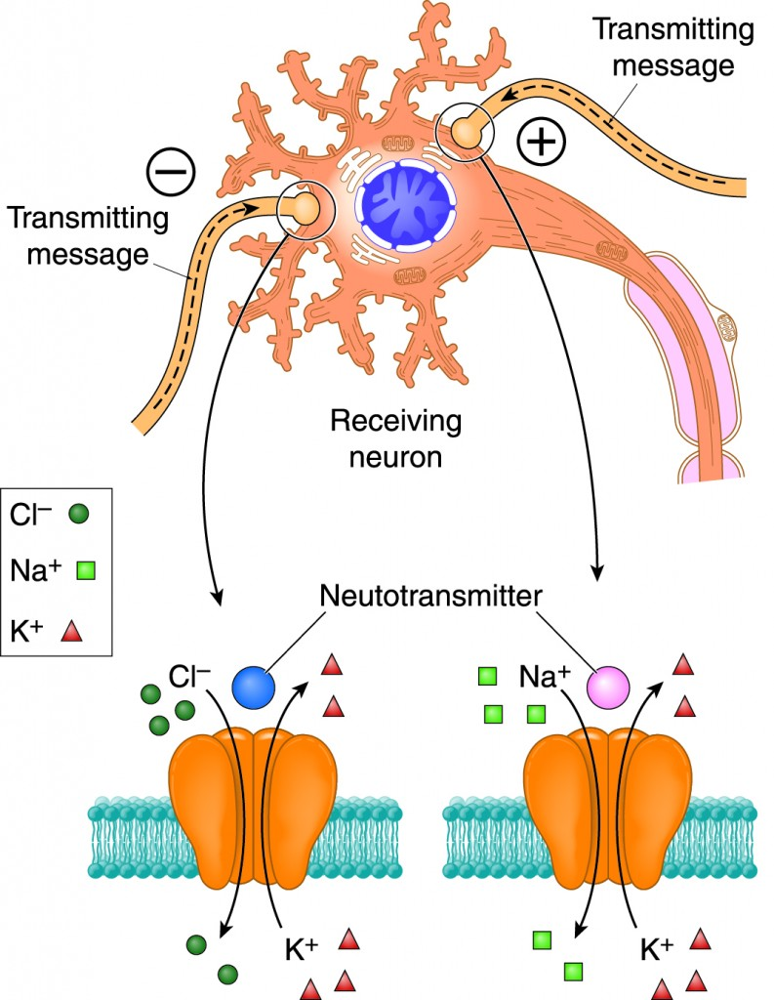 Transmitting
message
+
−
Transmitting
message
Receiving
neuron
Cl⁻
Na⁺
K⁺
Neutotransmitter
Cl⁻
Na⁺
K⁺
K⁺